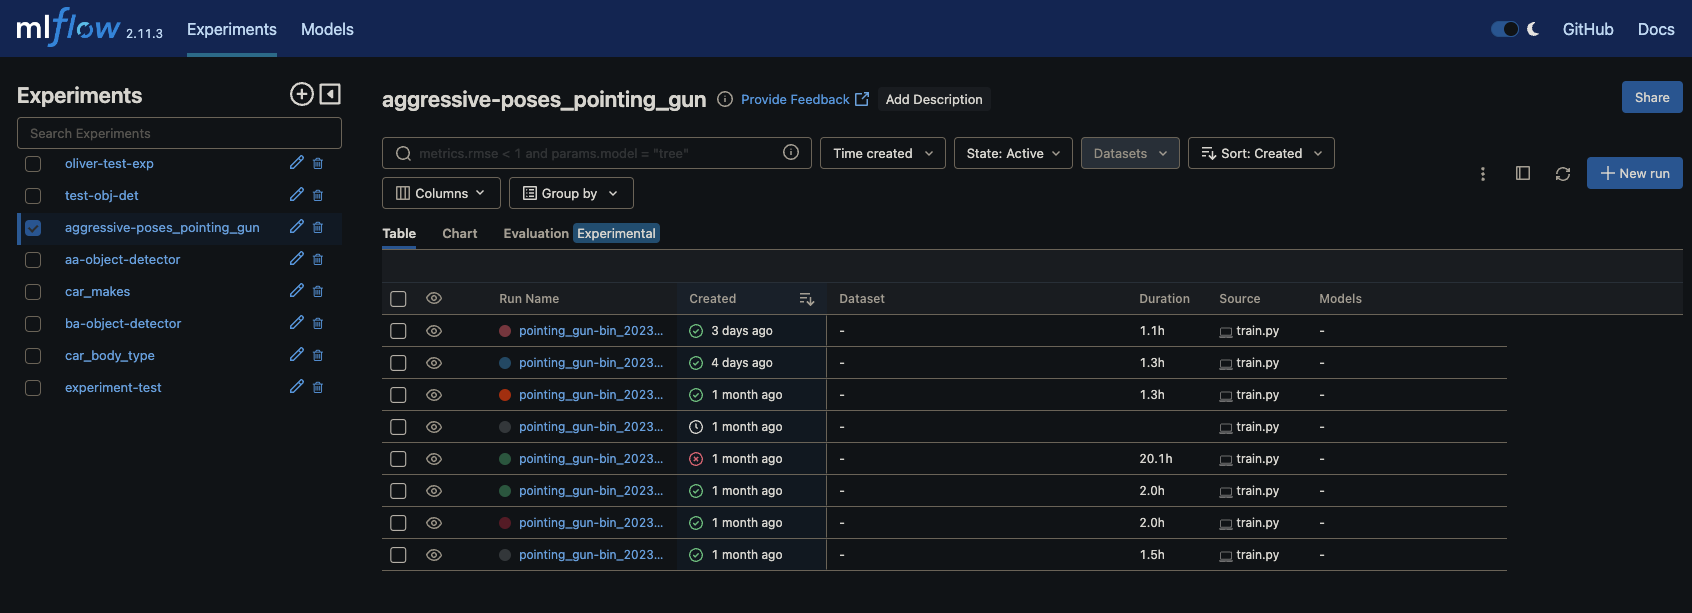 mlflow 2.11.3 Experiments Models GitHub Docs
Experiments
Search Experiments
oliver-test-exp
test-obj-det
aggressive-poses_pointing_gun
aa-object-detector
car_makes
ba-object-detector
car_body_type
experiment-test
aggressive-poses_pointing_gun Provide Feedback Add Description Share
metrics.rmse < 1 and params.model = "tree" Time created State: Active Datasets Sort: Created
Columns Group by
New run
Table Chart Evaluation Experimental
Run Name Created Dataset Duration Source Models
pointing_gun-bin_2023... 3 days ago - 1.1h train.py -
pointing_gun-bin_2023... 4 days ago - 1.3h train.py -
pointing_gun-bin_2023... 1 month ago - 1.3h train.py -
pointing_gun-bin_2023... 1 month ago - train.py -
pointing_gun-bin_2023... 1 month ago - 20.1h train.py -
pointing_gun-bin_2023... 1 month ago - 2.0h train.py -
pointing_gun-bin_2023... 1 month ago - 2.0h train.py -
pointing_gun-bin_2023... 1 month ago - 1.5h train.py -